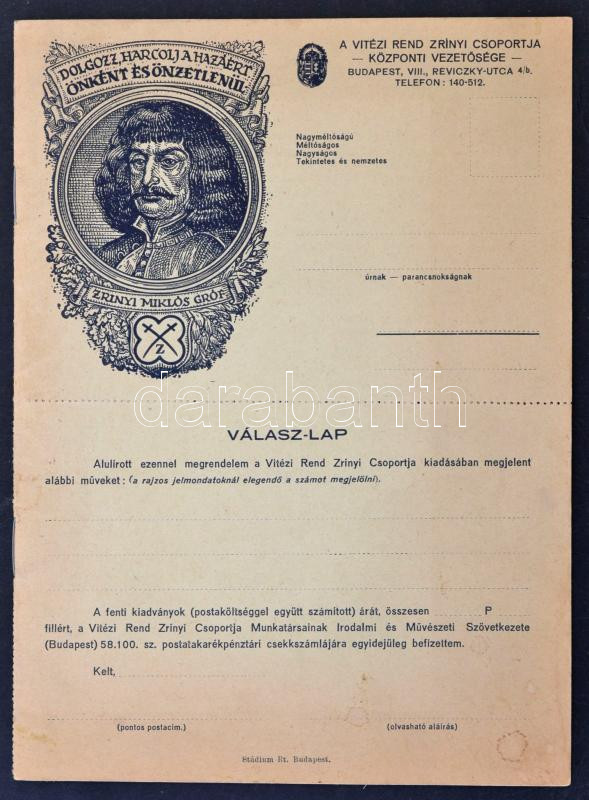 DOLGOZZ, HARCOLJ A HAZÁÉRT
ÖNKÉNT ÉS ÖNZETLENÜL
ZRINYI MIKLÓS GRÓF
Z
A VITÉZI REND ZRÍNYI CSOPORTJA
— KÖZPONTI VEZETŐSÉGE —
BUDAPEST, VIII., REVICZKY-UTCA 4/b.
TELEFON: 140-512.
Nagyméltóságú
Méltóságos
Nagyságos
Tekintetes és nemzetes
úrnak — parancsnokságnak
darabanth
VÁLASZ-LAP
Alulírott ezennel megrendelem a Vitézi Rend Zrinyi Csoportja kiadásában megjelent
alábbi műveket: (a rajzos jelmondatoknál elegendő a számot megjelölni).
A fenti kiadványok (postaköltséggel együtt számított) árát, összesen P
fillért, a Vitézi Rend Zrinyi Csoportja Munkatársainak Irodalmi és Művészeti Szövetkezete
(Budapest) 58.100. sz. postatakarékpénztári csekkszámlájára egyidejüleg befizettem.
Kelt,
(pontos postacím.)
(olvasható aláírás)
Stádium Rt. Budapest.